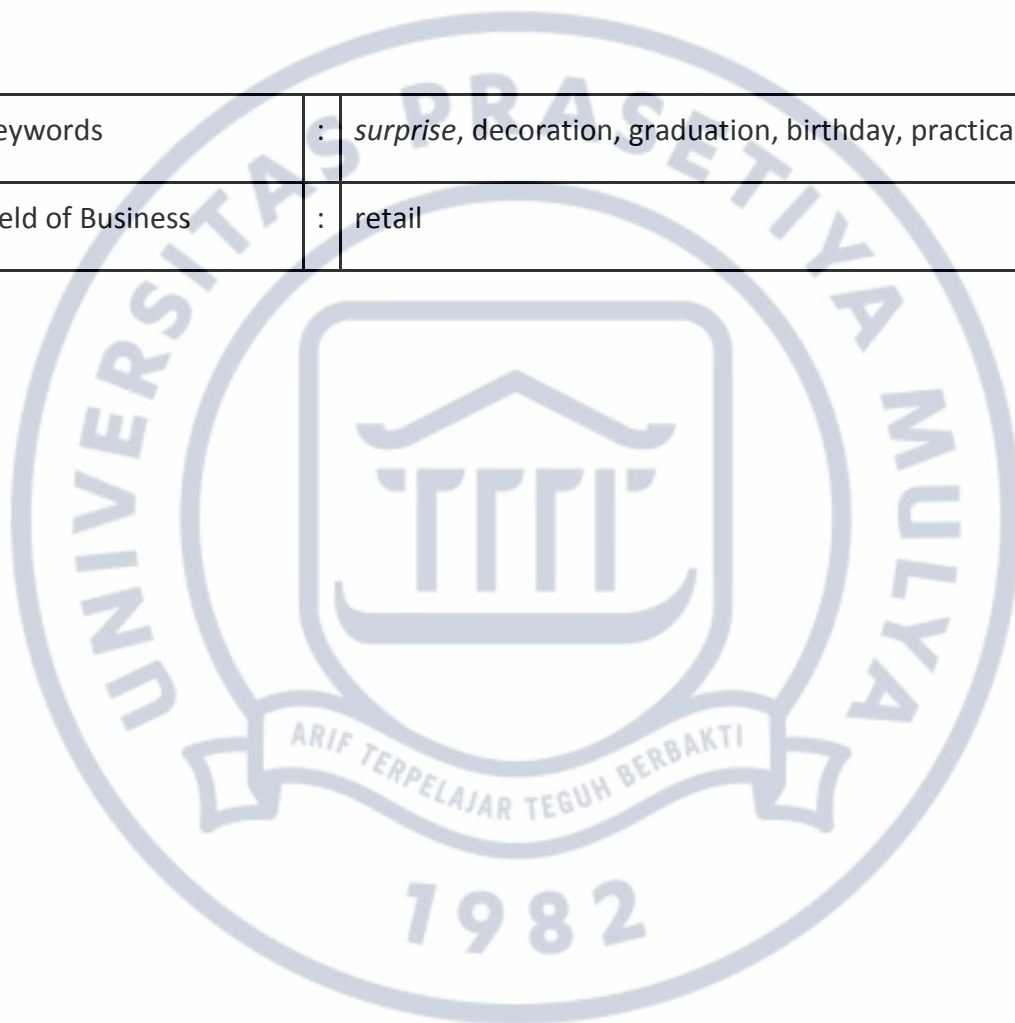 eywords : surprise, decoration, graduation, birthday, practica
eld of Business : retail
UNIVERSITAS PRASETIYA MULYA
ARIF TERPELAJAR TEGUH BERBAKTI
1982